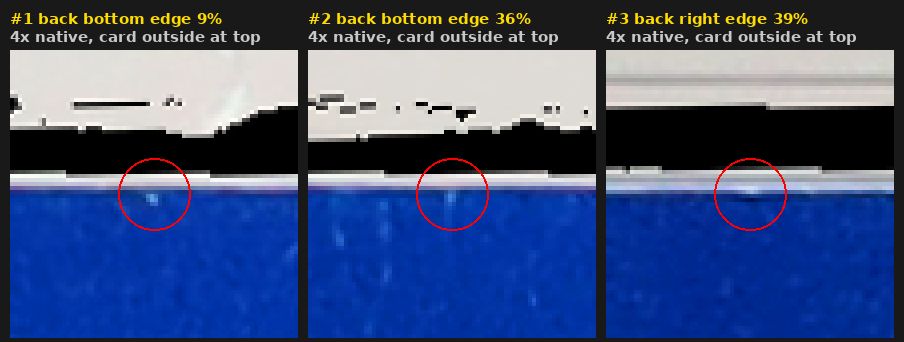 #1 back bottom edge 9%
4x native, card outside at top
#2 back bottom edge 36%
4x native, card outside at top
#3 back right edge 39%
4x native, card outside at top